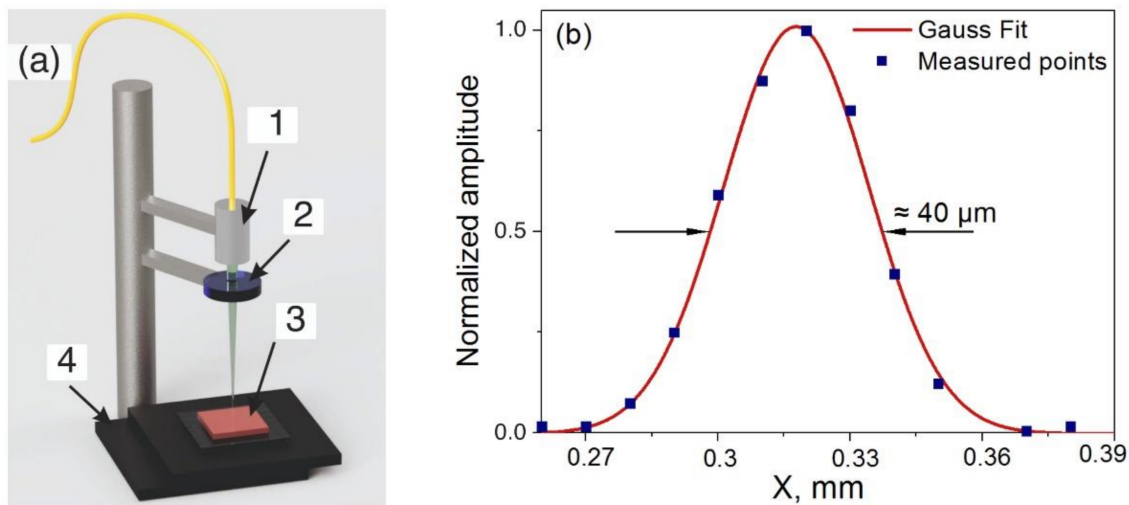 (a)
1
2
3
4
(b)
Gauss Fit
Measured points
Normalized amplitude
1.0
0.5
0.0
≈ 40 µm
0.27
0.3
0.33
0.36
0.39
X, mm